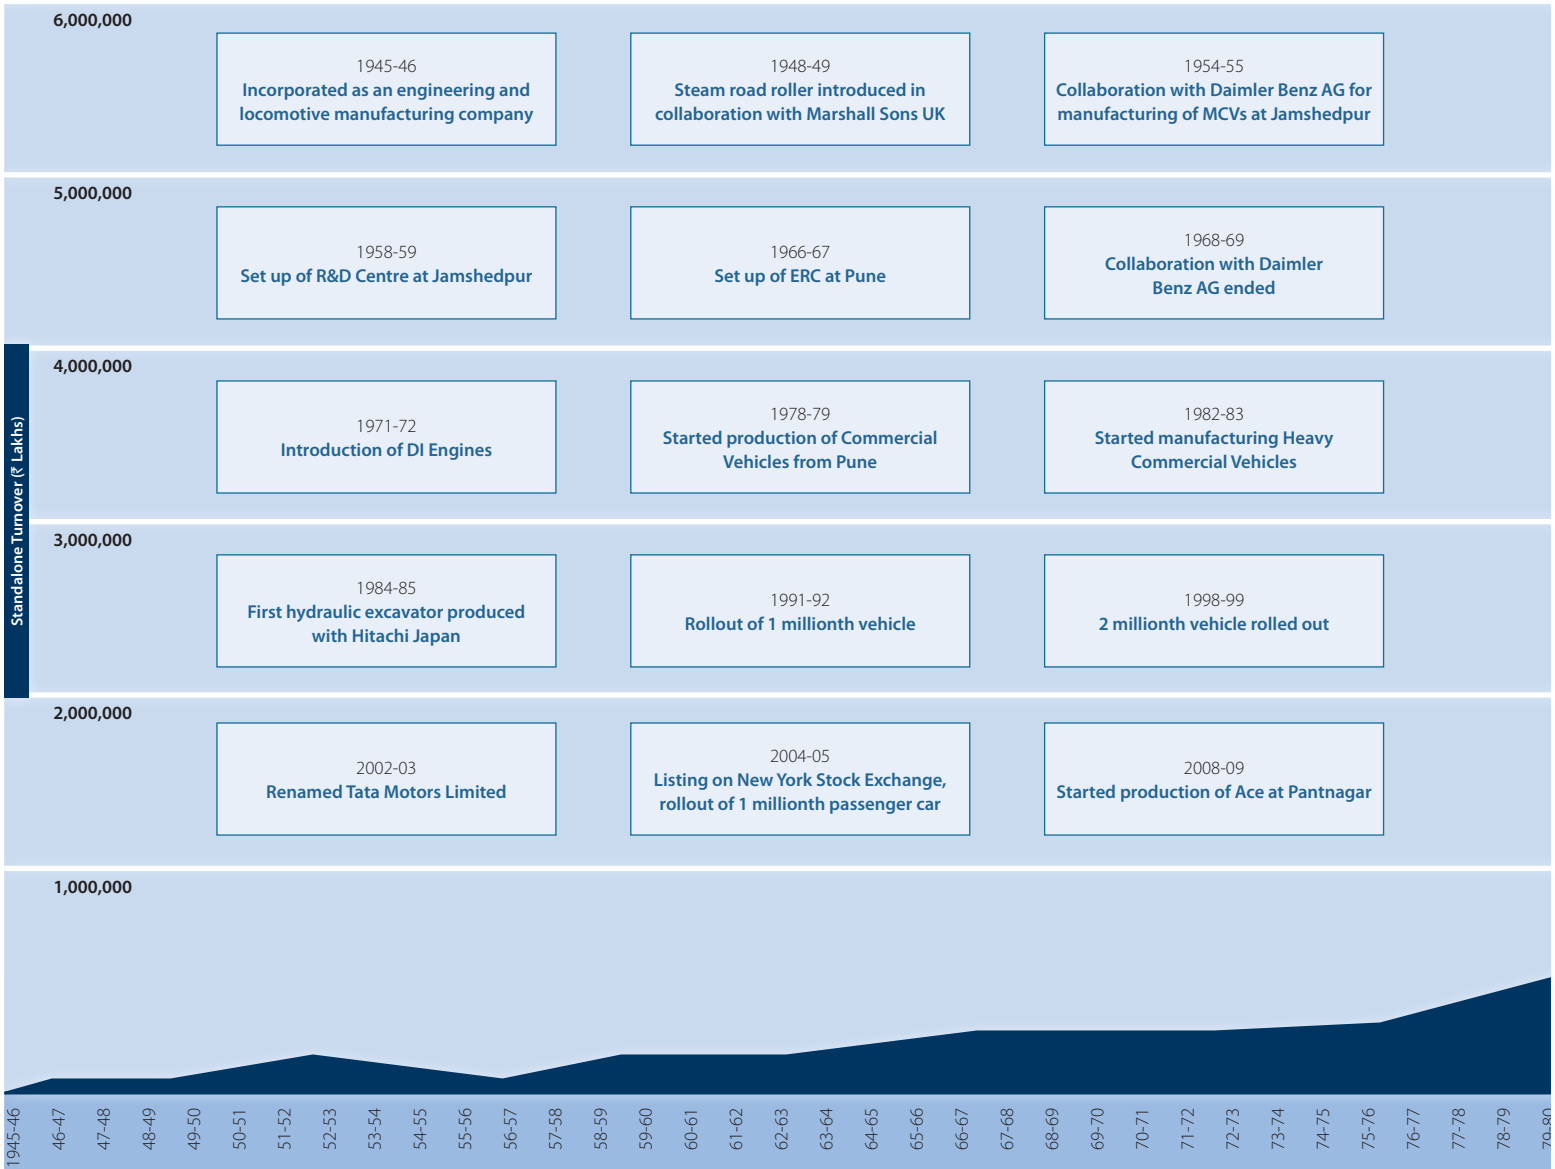 6,000,000
1945-46
Incorporated as an engineering and
locomotive manufacturing company
1948-49
Steam road roller introduced in
collaboration with Marshall Sons UK
1954-55
Collaboration with Daimler Benz AG for
manufacturing of MCVs at Jamshedpur
5,000,000
1958-59
Set up of R&D Centre at Jamshedpur
1966-67
Set up of ERC at Pune
1968-69
Collaboration with Daimler
Benz AG ended
4,000,000
1971-72
Introduction of DI Engines
1978-79
Started production of Commercial
Vehicles from Pune
1982-83
Started manufacturing Heavy
Commercial Vehicles
Standalone Turnover (₹ Lakhs)
3,000,000
1984-85
First hydraulic excavator produced
with Hitachi Japan
1991-92
Rollout of 1 millionth vehicle
1998-99
2 millionth vehicle rolled out
2,000,000
2002-03
Renamed Tata Motors Limited
2004-05
Listing on New York Stock Exchange,
rollout of 1 millionth passenger car
2008-09
Started production of Ace at Pantnagar
1,000,000
1945-46
46-47
47-48
48-49
49-50
50-51
51-52
52-53
53-54
54-55
55-56
56-57
57-58
58-59
59-60
60-61
61-62
62-63
63-64
64-65
65-66
66-67
67-68
68-69
69-70
70-71
71-72
72-73
73-74
74-75
75-76
76-77
77-78
78-79
79-80